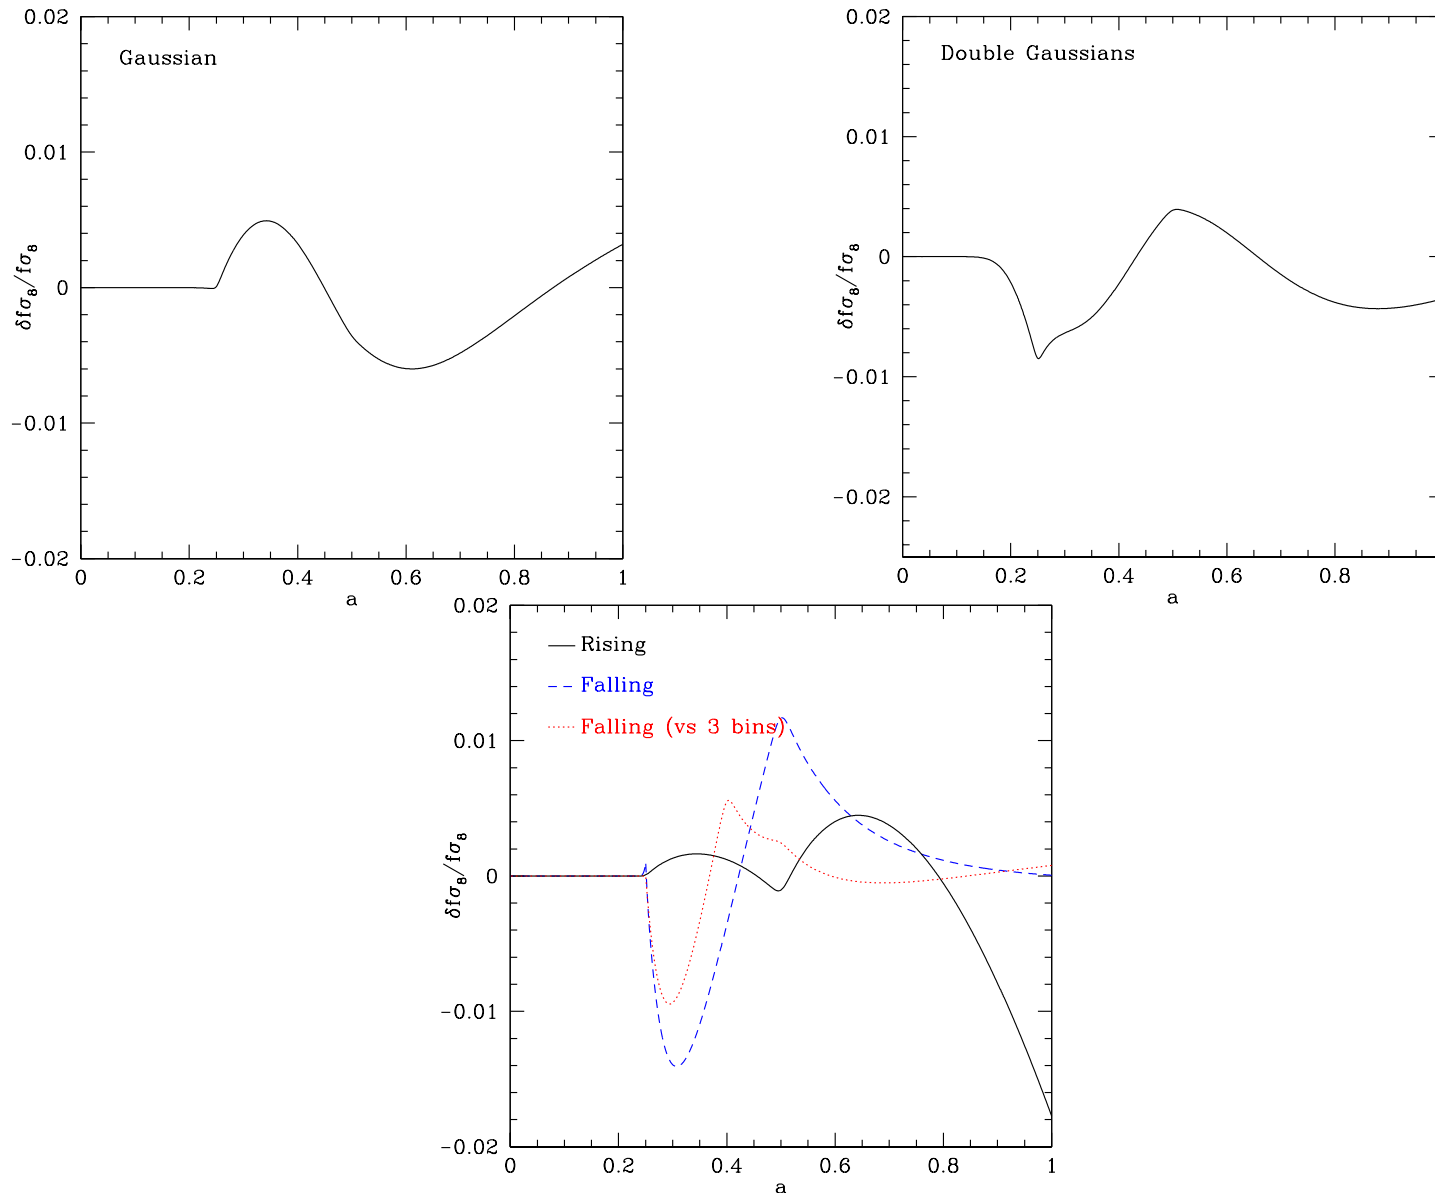 0.02
Gaussian
0.01
0
−0.01
−0.02
δfσ₈/fσ₈
0 0.2 0.4 0.6 0.8 1
a
0.02
Double Gaussians
0.01
0
−0.01
−0.02
δfσ₈/fσ₈
0 0.2 0.4 0.6 0.8
a
0.02
Rising
Falling
Falling (vs 3 bins)
0.01
0
−0.01
−0.02
δfσ₈/fσ₈
0 0.2 0.4 0.6 0.8 1
a